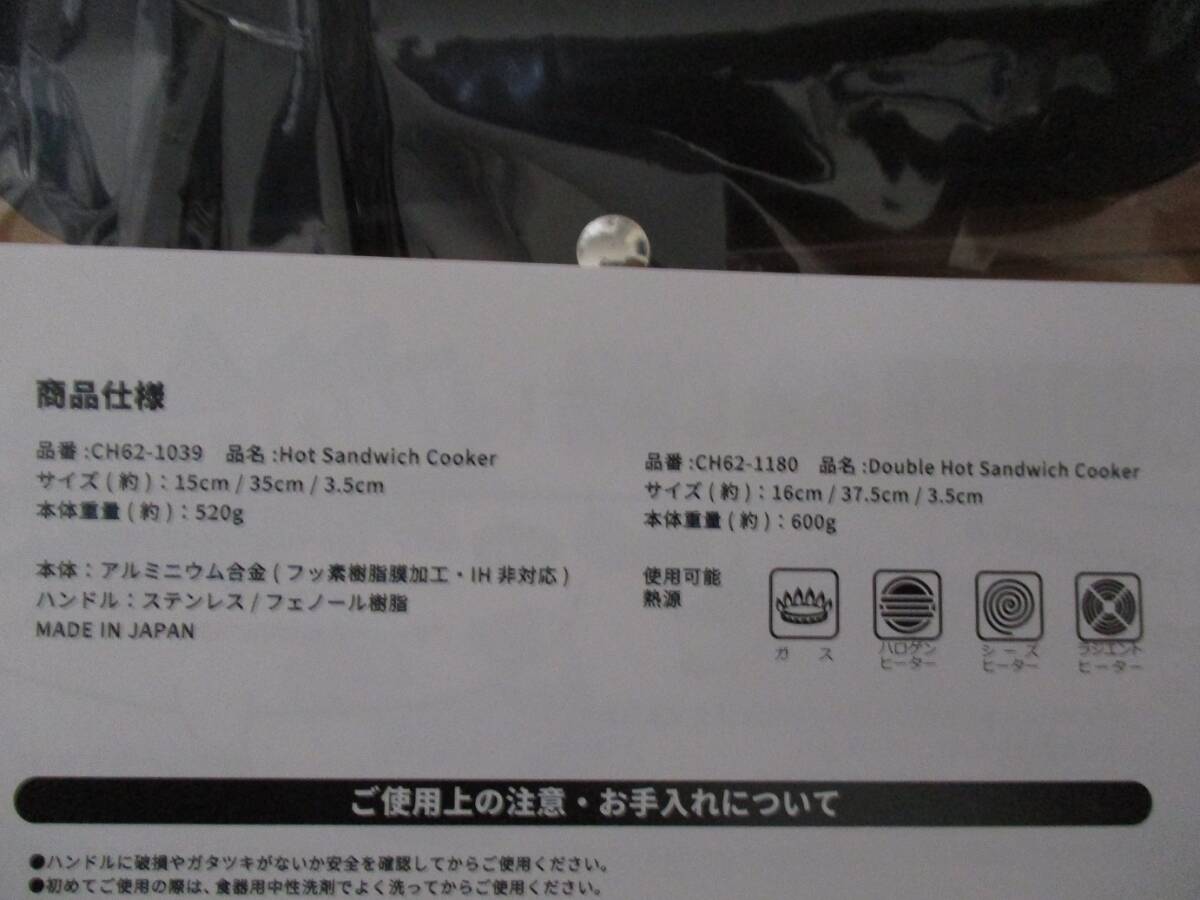 商品仕様
品番:CH62-1039 品名:Hot Sandwich Cooker
サイズ(約):15cm / 35cm / 3.5cm
本体重量(約):520g
品番:CH62-1180 品名:Double Hot Sandwich Cooker
サイズ(約):16cm / 37.5cm / 3.5cm
本体重量(約):600g
本体:アルミニウム合金(フッ素樹脂膜加工・IH非対応)
ハンドル:ステンレス/フェノール樹脂
MADE IN JAPAN
使用可能
熱源
ガス
ハロゲン
ヒーター
シーズ
ヒーター
ラジエント
ヒーター
ご使用上の注意・お手入れについて
●ハンドルに破損やガタツキがないか安全を確認してからご使用ください。
●初めてご使用の際は、食器用中性洗剤でよく洗ってからご使用ください。